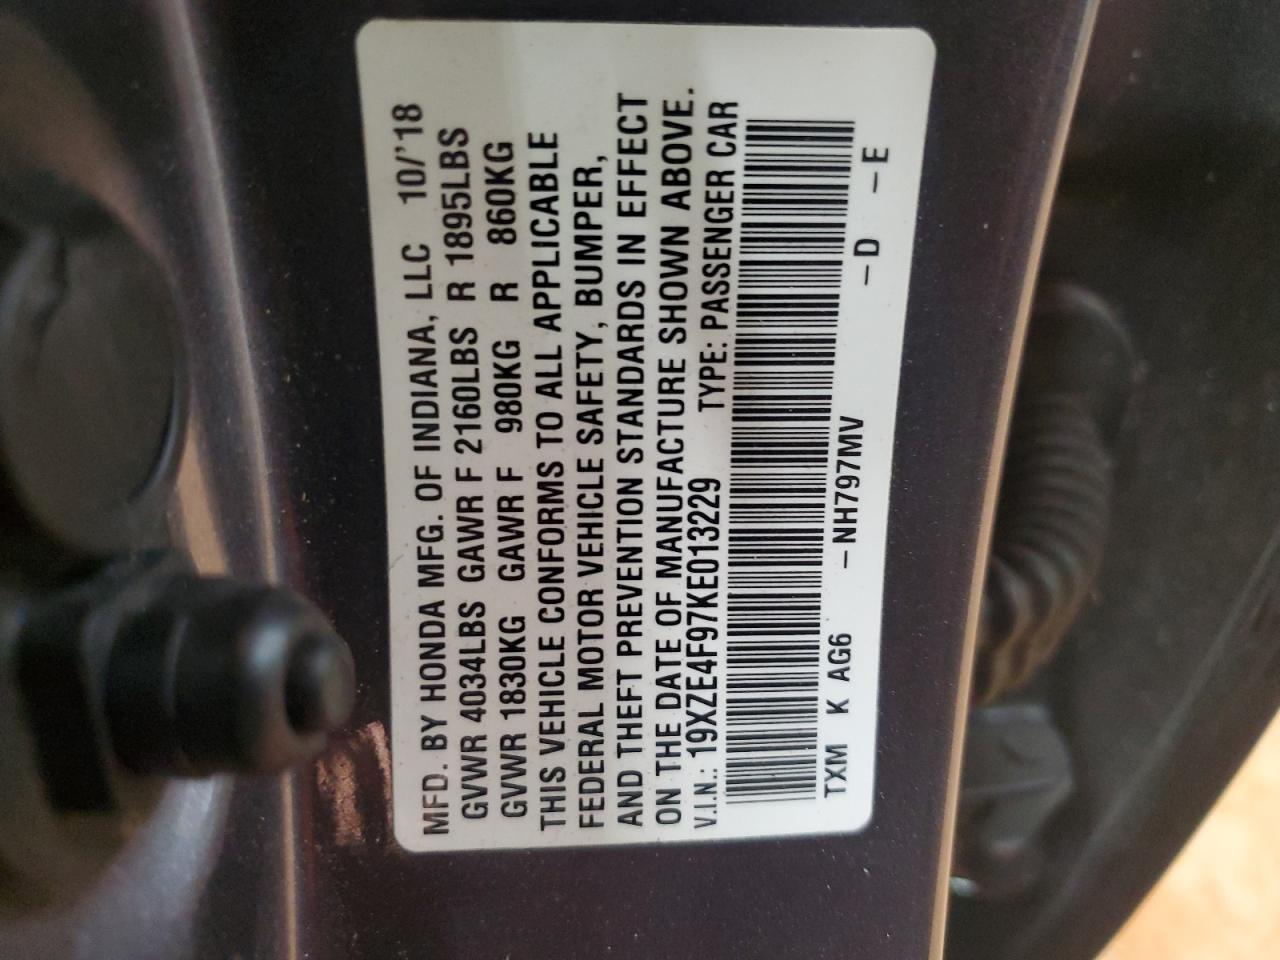 MFD. BY HONDA MFG. OF INDIANA, LLC 10/'18
GVWR 4034LBS GAWR F 2160LBS R 1895LBS
GVWR 1830KG GAWR F 980KG R 860KG
THIS VEHICLE CONFORMS TO ALL APPLICABLE
FEDERAL MOTOR VEHICLE SAFETY, BUMPER,
AND THEFT PREVENTION STANDARDS IN EFFECT
ON THE DATE OF MANUFACTURE SHOWN ABOVE.
V.I.N.: 19XZE4F97KE013229 TYPE: PASSENGER CAR
TXM K AG6 -NH797MV -D -E